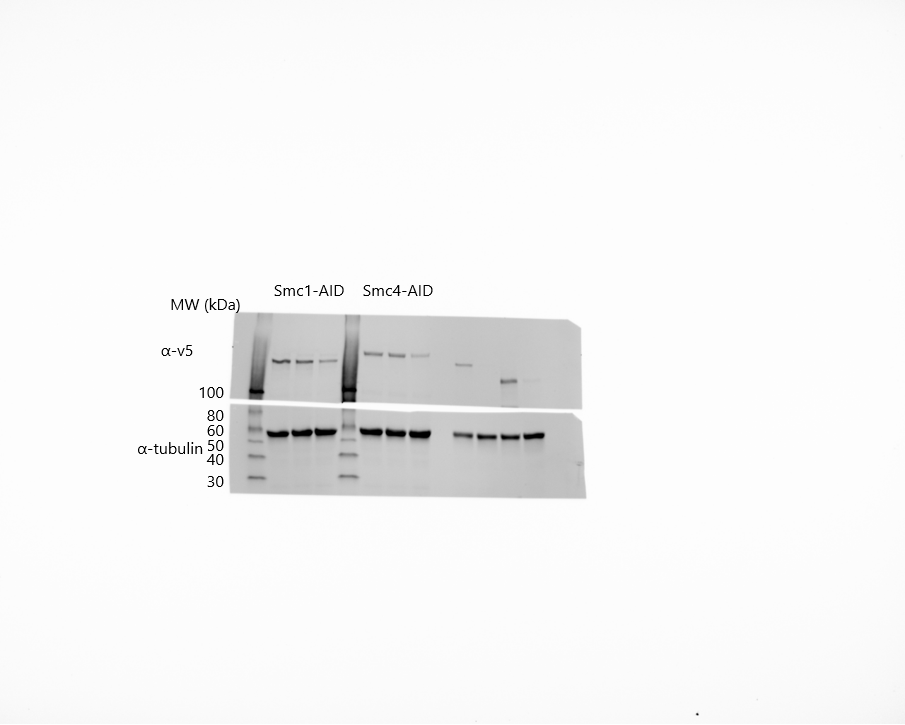 Smc1-AID Smc4-AID
MW (kDa)
α-v5
100
80
60
α-tubulin 50
40
30